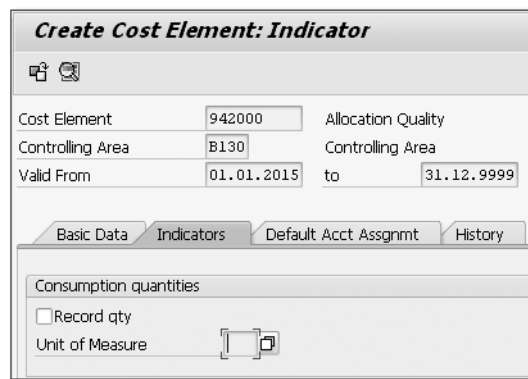 Create Cost Element: Indicator
Cost Element 942000 Allocation Quality
Controlling Area B130 Controlling Area
Valid From 01.01.2015 to 31.12.9999
Basic Data Indicators Default Acct Assgnmt History
Consumption quantities
Record qty
Unit of Measure